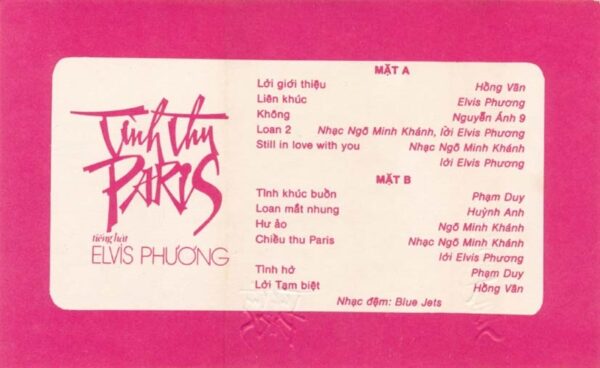 Tình thu
PARIS
tiếng hát
ELVIS PHƯƠNG
MẶT A
Lời giới thiệu Hồng Vân
Liên khúc Elvis Phương
Không Nguyễn Ánh 9
Loan 2 Nhạc Ngô Minh Khánh, lời Elvis Phương
Still in love with you Nhạc Ngô Minh Khánh
lời Elvis Phương
MẶT B
Tình khúc buồn Phạm Duy
Loan mắt nhung Huỳnh Anh
Hư ảo Ngô Minh Khánh
Chiều thu Paris Nhạc Ngô Minh Khánh
lời Elvis Phương
Tình hờ Phạm Duy
Lời Tạm biệt Hồng Vân
Nhạc đệm: Blue Jets